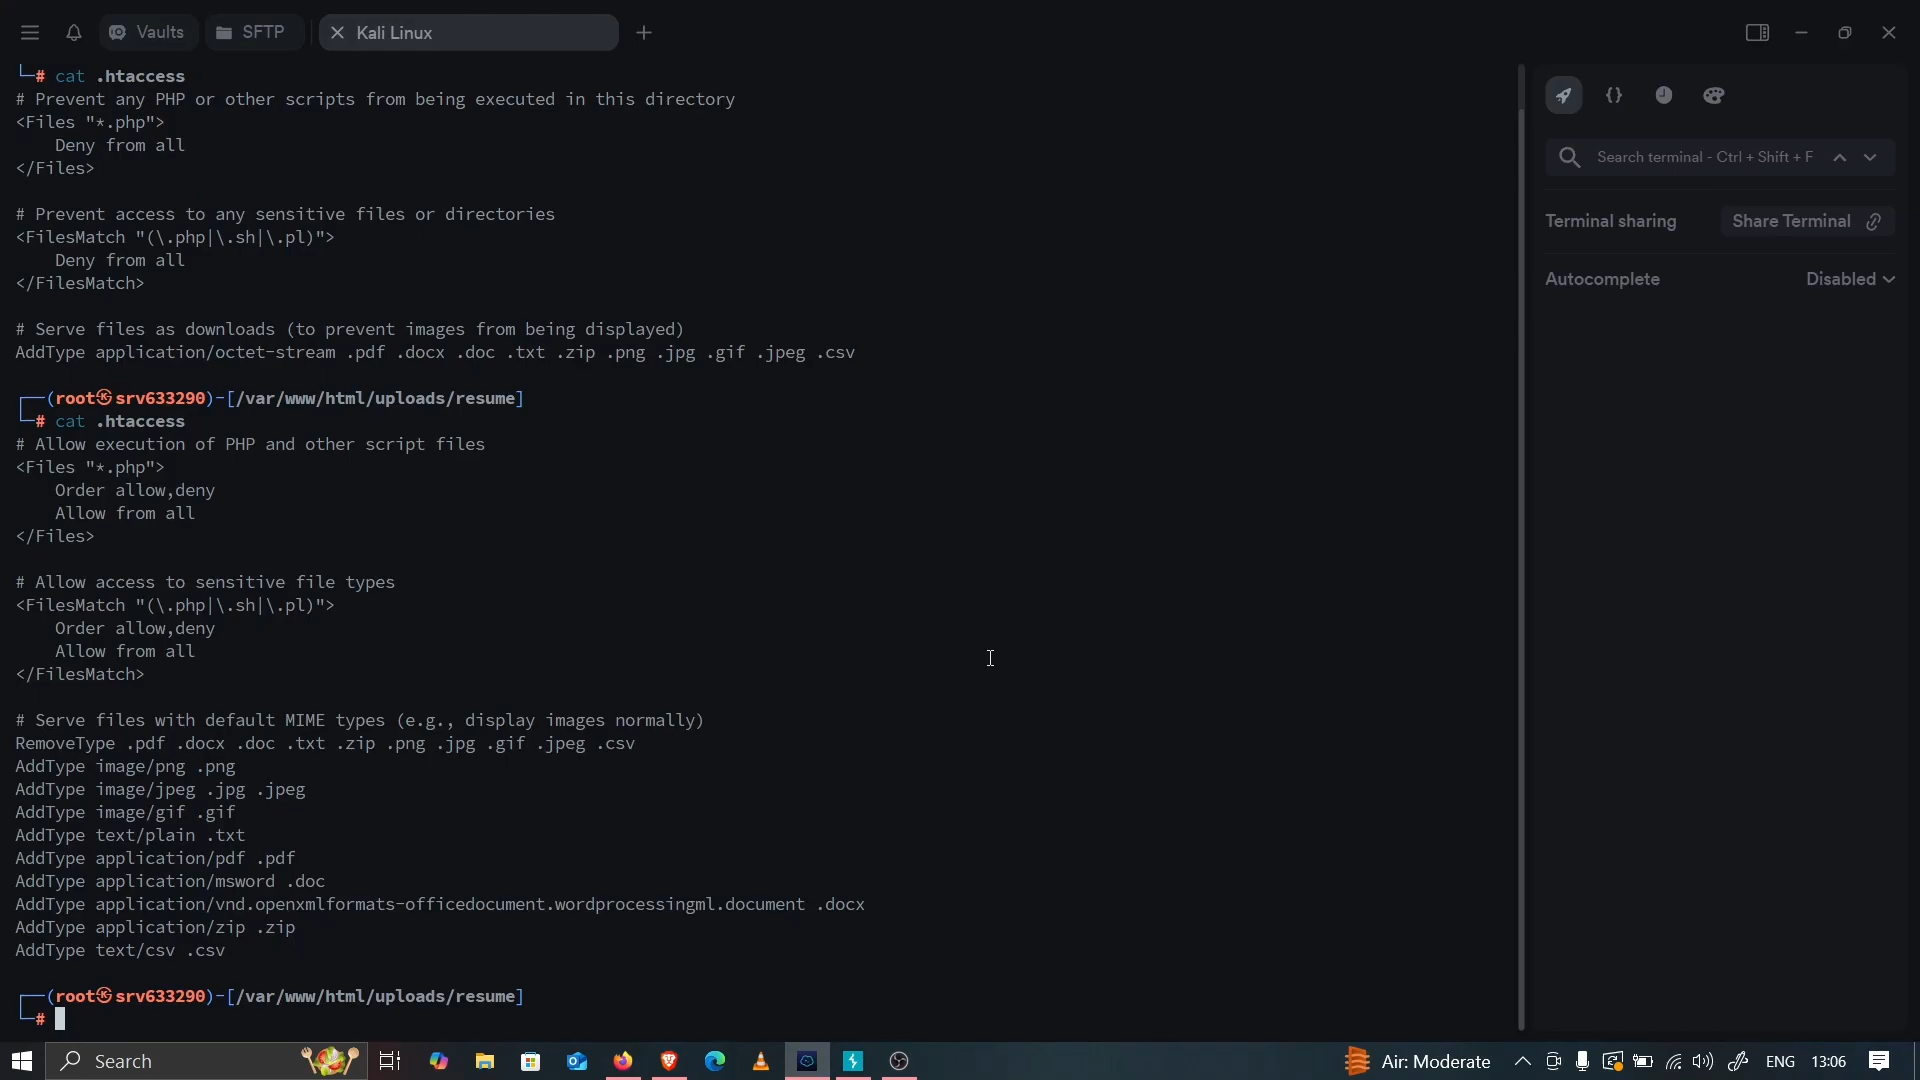 Vaults
SFTP
Kali Linux
└─# cat .htaccess
# Prevent any PHP or other scripts from being executed in this directory
<Files "*.php">
    Deny from all
</Files>
# Prevent access to any sensitive files or directories
<FilesMatch "(\.php|\.sh|\.pl)">
    Deny from all
</FilesMatch>
# Serve files as downloads (to prevent images from being displayed)
AddType application/octet-stream .pdf .docx .doc .txt .zip .png .jpg .gif .jpeg .csv
┌──(root㉿srv633290)-[/var/www/html/uploads/resume]
└─# cat .htaccess
# Allow execution of PHP and other script files
<Files "*.php">
    Order allow,deny
    Allow from all
</Files>
# Allow access to sensitive file types
<FilesMatch "(\.php|\.sh|\.pl)">
    Order allow,deny
    Allow from all
</FilesMatch>
# Serve files with default MIME types (e.g., display images normally)
RemoveType .pdf .docx .doc .txt .zip .png .jpg .gif .jpeg .csv
AddType image/png .png
AddType image/jpeg .jpg .jpeg
AddType image/gif .gif
AddType text/plain .txt
AddType application/pdf .pdf
AddType application/msword .doc
AddType application/vnd.openxmlformats-officedocument.wordprocessingml.document .docx
AddType application/zip .zip
AddType text/csv .csv
┌──(root㉿srv633290)-[/var/www/html/uploads/resume]
└─#
Search terminal - Ctrl + Shift + F
Terminal sharing
Share Terminal
Autocomplete
Disabled
Search
Air: Moderate
ENG
13:06